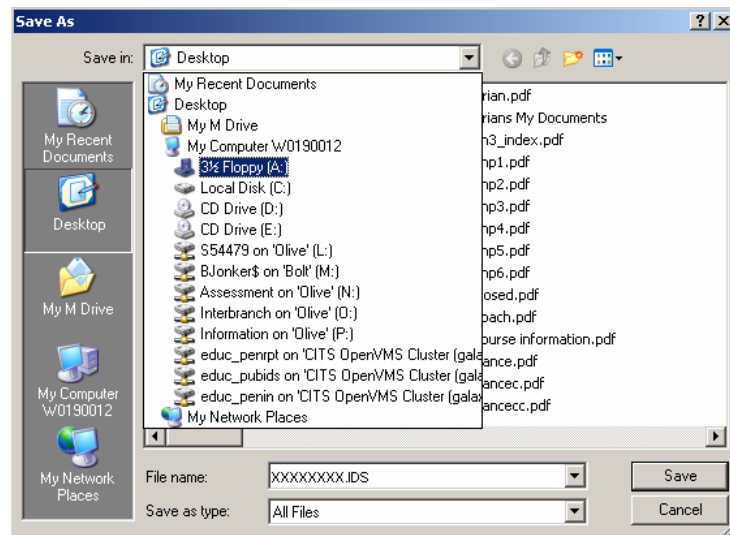 Save As
Save in:
Desktop
My Recent Documents
Desktop
My M Drive
My Computer W0190012
3½ Floppy (A:)
Local Disk (C:)
CD Drive (D:)
CD Drive (E:)
S54479 on 'Olive' (L:)
BJonker$ on 'Bolt' (M:)
Assessment on 'Olive' (N:)
Interbranch on 'Olive' (O:)
Information on 'Olive' (P:)
educ_penrpt on 'CITS OpenVMS Cluster (gala
educ_pubids on 'CITS OpenVMS Cluster (gala
educ_penin on 'CITS OpenVMS Cluster (galax
My Network Places
rian.pdf
rians My Documents
n3_index.pdf
np1.pdf
np2.pdf
np3.pdf
np4.pdf
np5.pdf
np6.pdf
osed.pdf
oach.pdf
ourse information.pdf
ance.pdf
ancec.pdf
ancecc.pdf
My Recent
Documents
Desktop
My M Drive
My Computer
W0190012
My Network
Places
File name:
XXXXXXXX.IDS
Save
Save as type:
All Files
Cancel